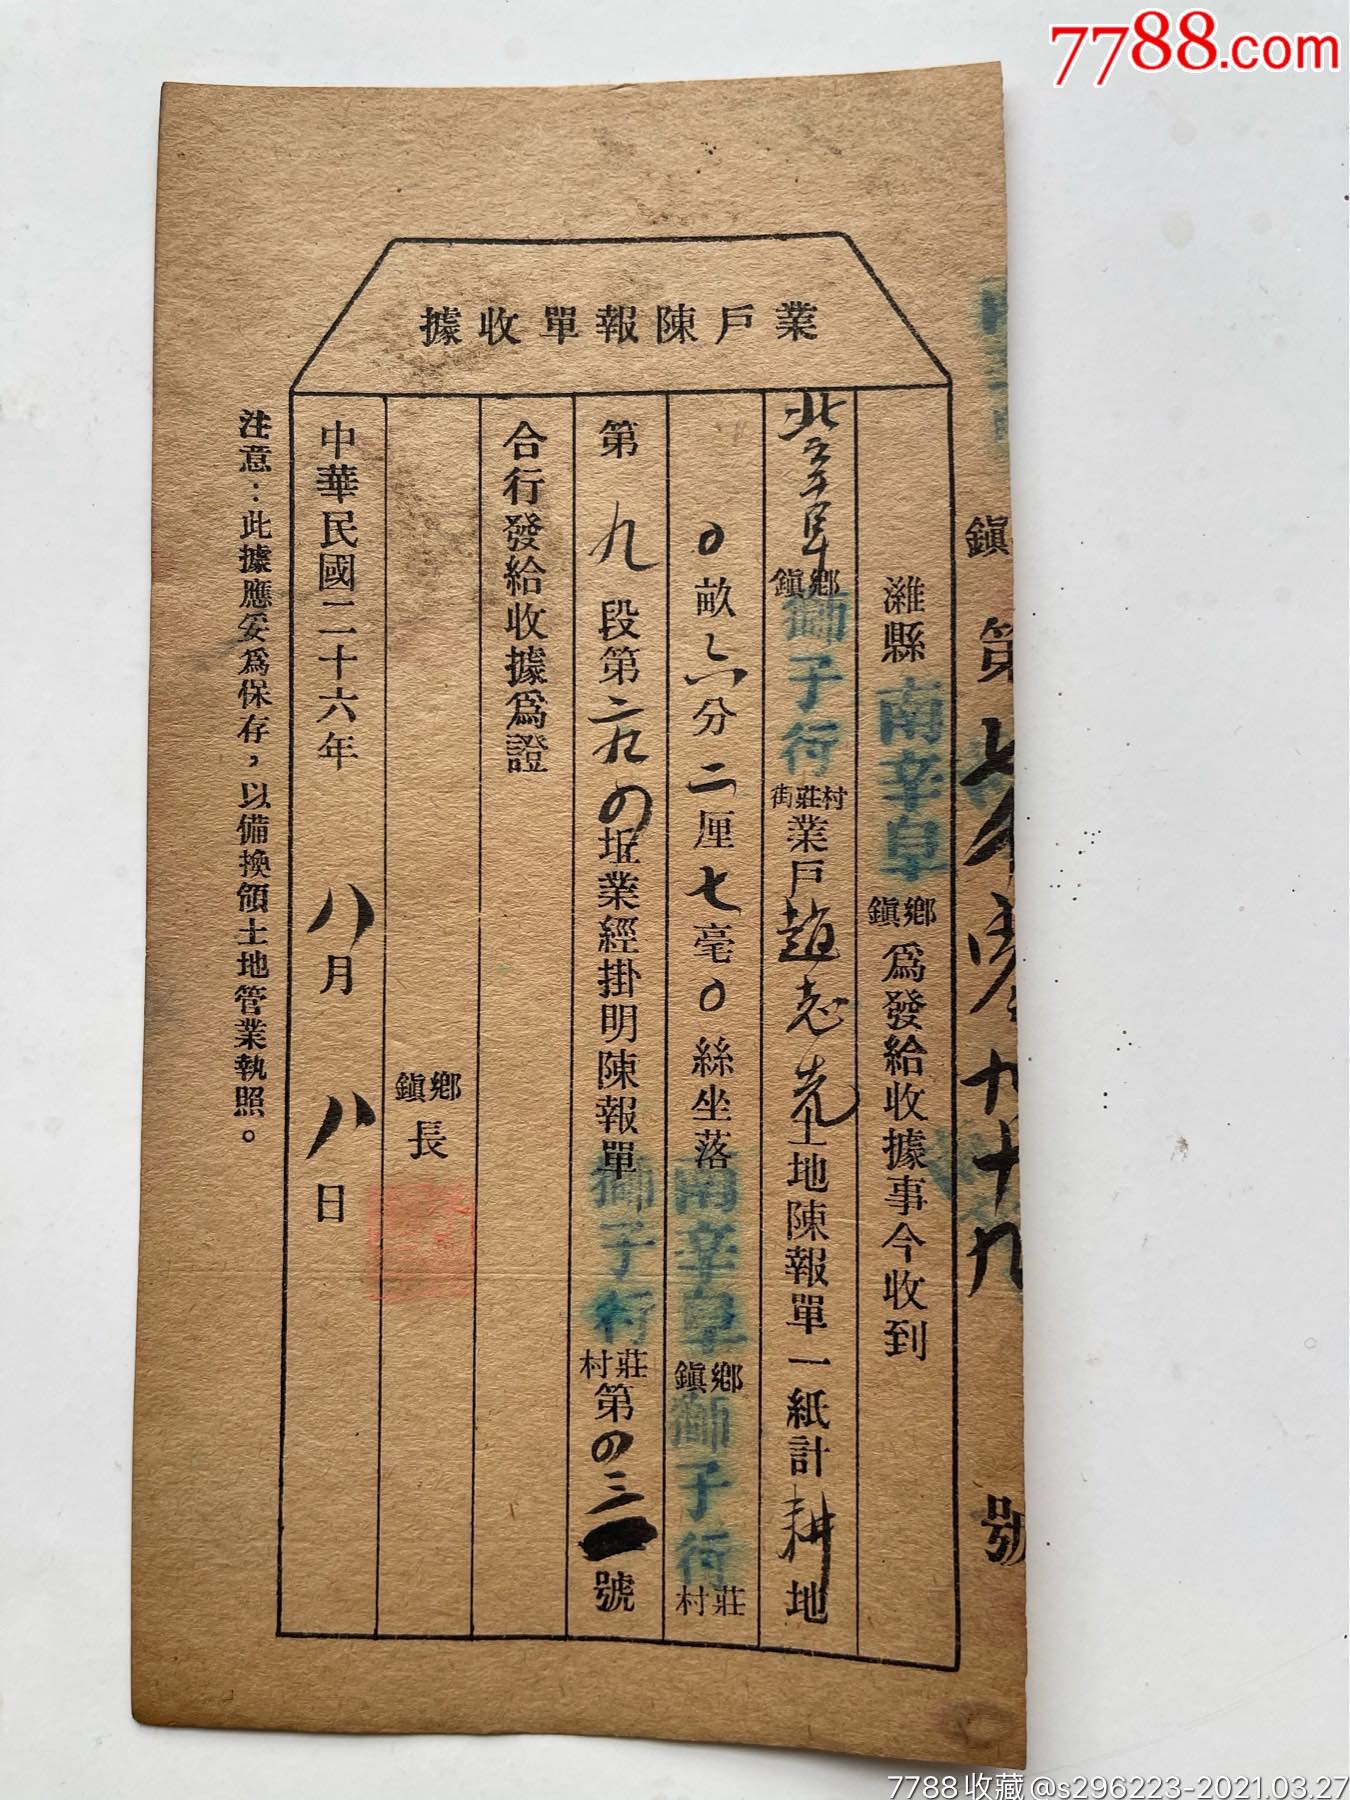 7788.com
業戶陳報單收據
鎮 第 九十九 號
濰縣南辛阜鄉鎮為發給收據事今收到
北辛阜鄉鎮獅子行村莊街業戶趙志堯土地陳報單一紙計耕地
0畝六分二厘七毫0絲坐落南辛阜鄉鎮獅子行莊村
第九段第二九四坵業經掛明陳報單獅子行莊村第四三號
合行發給收據為證
鄉鎮長
中華民國二十六年八月八日
注意：此據應妥為保存，以備換領土地管業執照。
7788收藏@s296223-2021.03.27